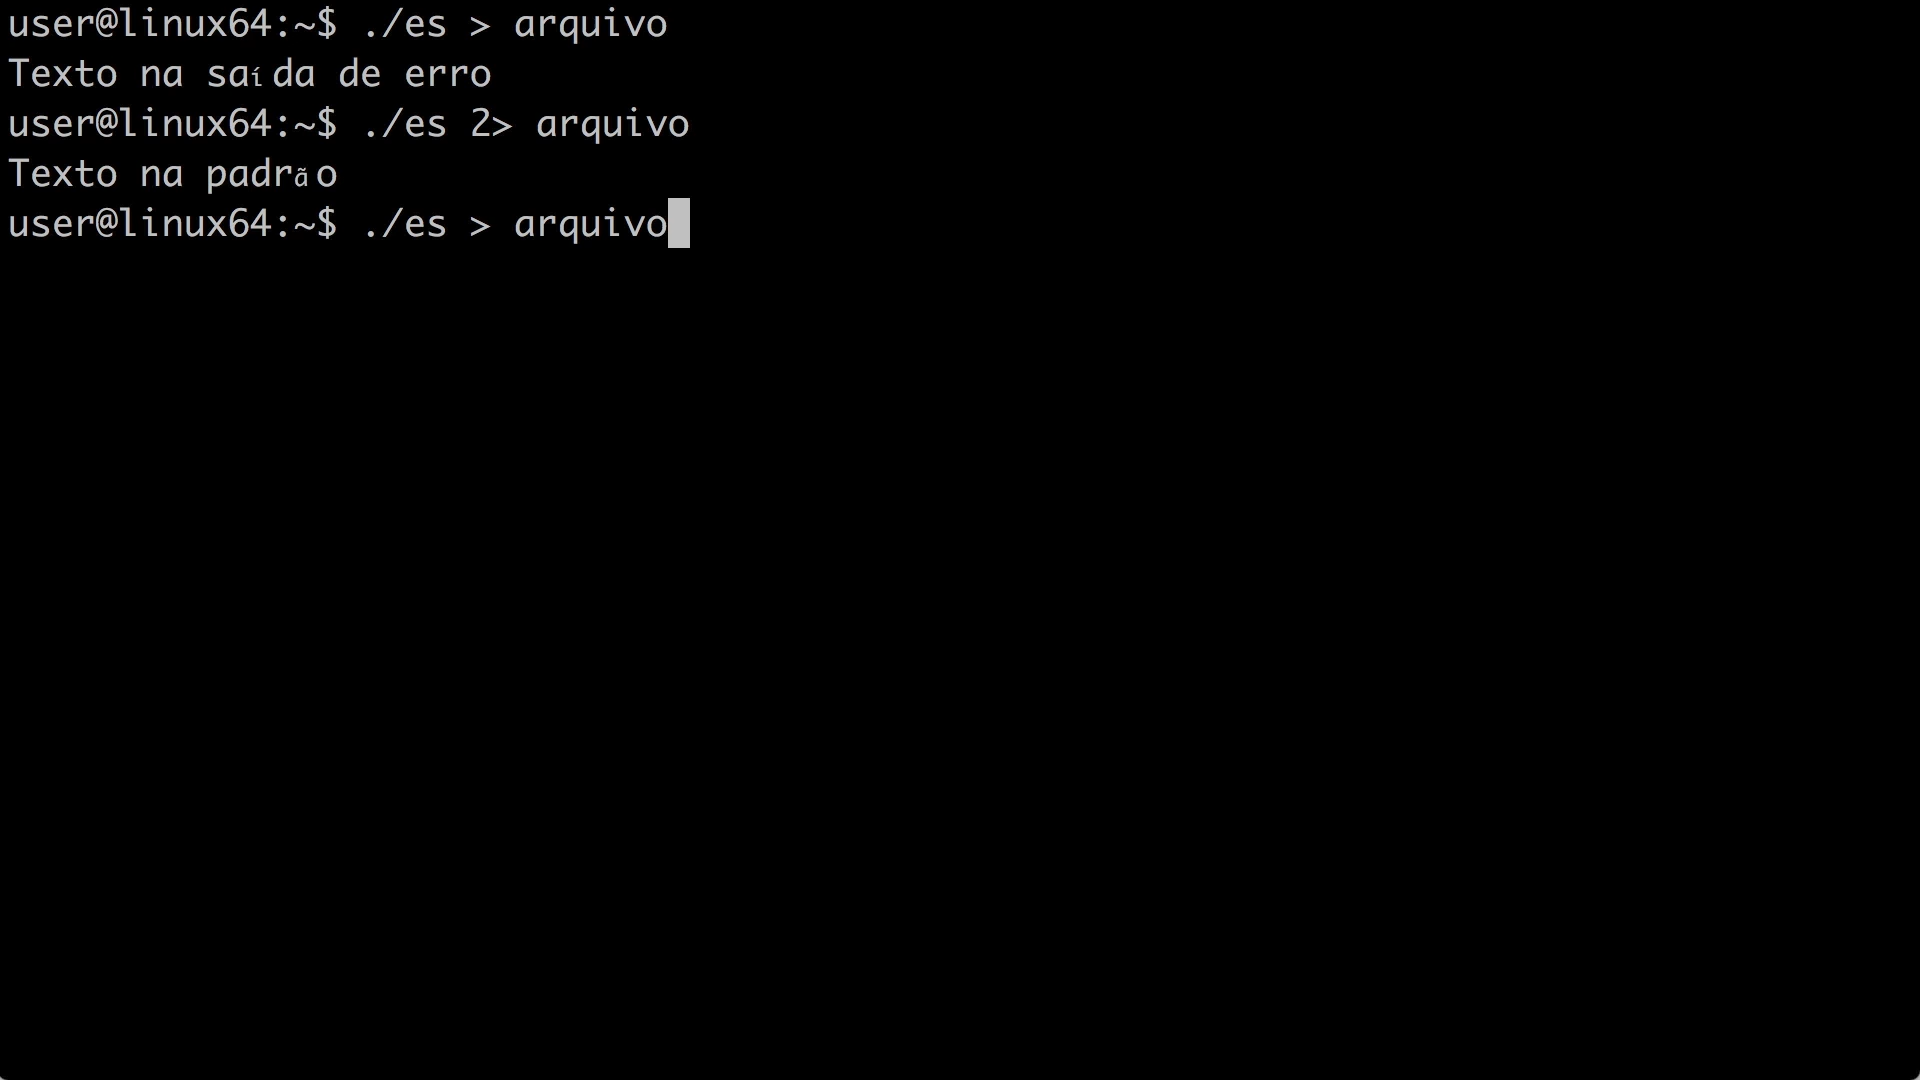 user@linux64:~$ ./es > arquivo
Texto na saída de erro
user@linux64:~$ ./es 2> arquivo
Texto na padrão
user@linux64:~$ ./es > arquivo